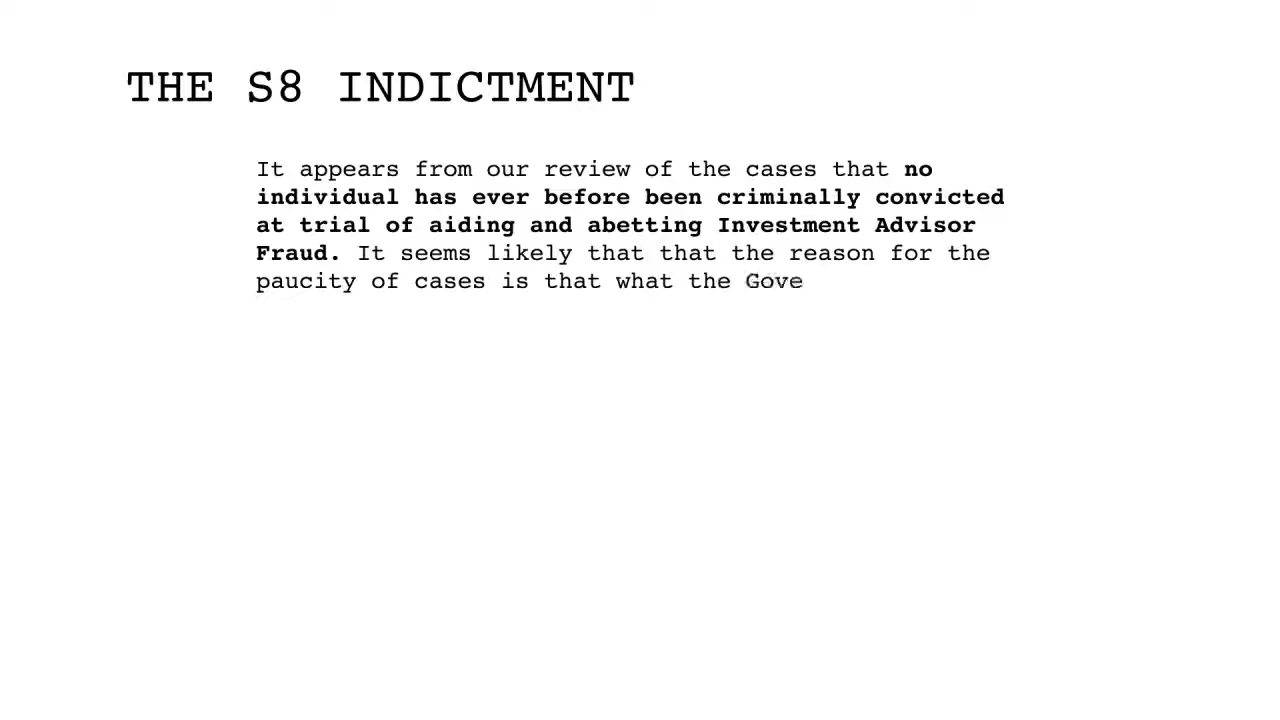 THE S8 INDICTMENT
It appears from our review of the cases that no
individual has ever before been criminally convicted
at trial of aiding and abetting Investment Advisor
Fraud. It seems likely that that the reason for the
paucity of cases is that what the Gove